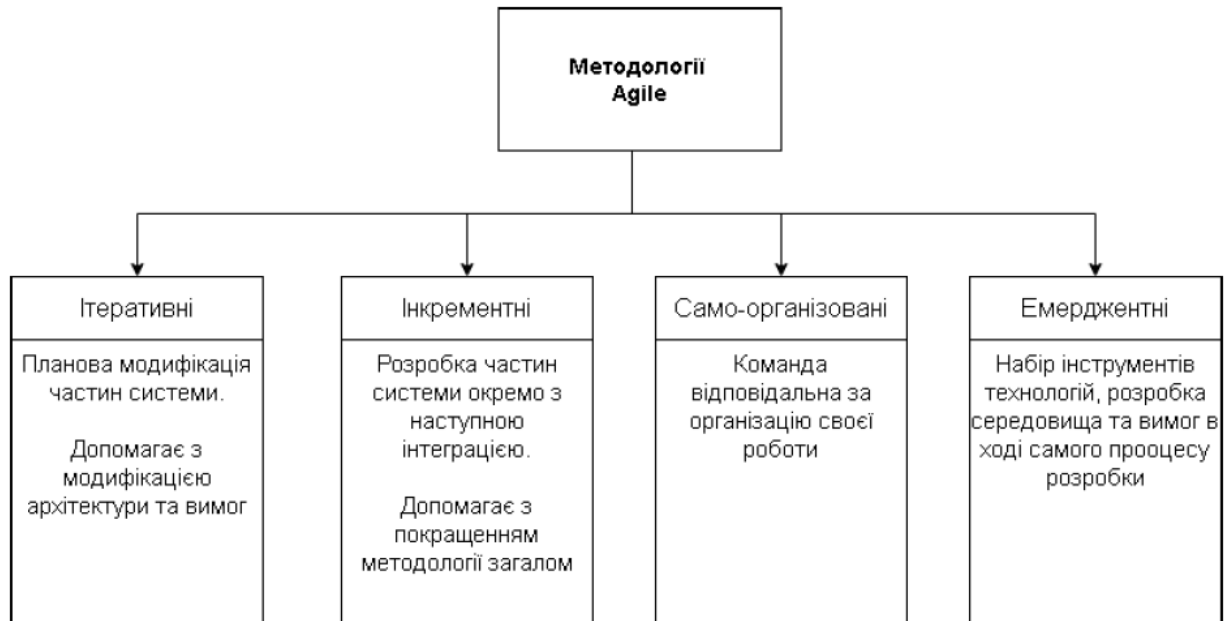 Методології
Agile
Ітеративні
Планова модифікація
частин системи.
Допомагає з
модифікацією
архітектури та вимог
Інкрементні
Розробка частин
системи окремо з
наступною
інтеграцією.
Допомагає з
покращенням
методології загалом
Само-організовані
Команда
відповідальна за
організацію своєї
роботи
Емерджентні
Набір інструментів
технологій, розробка
середовища та вимог в
ході самого прооцесу
розробки